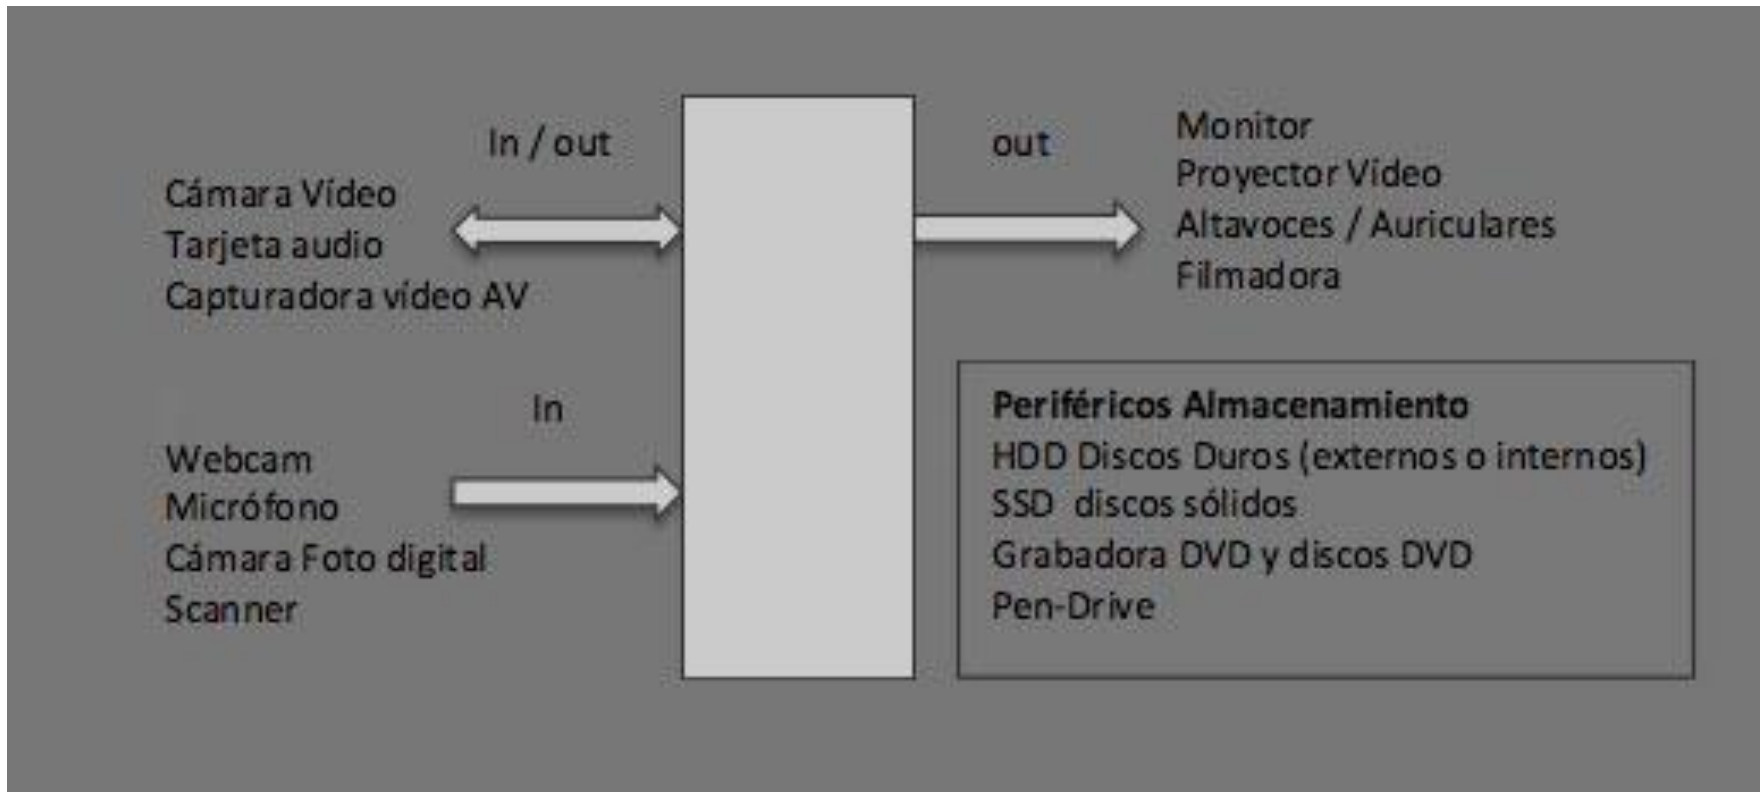 In / out
Cámara Vídeo
Tarjeta audio
Capturadora vídeo AV
In
Webcam
Micrófono
Cámara Foto digital
Scanner
out
Monitor
Proyector Vídeo
Altavoces / Auriculares
Filmadora
Periféricos Almacenamiento
HDD Discos Duros (externos o internos)
SSD discos sólidos
Grabadora DVD y discos DVD
Pen-Drive